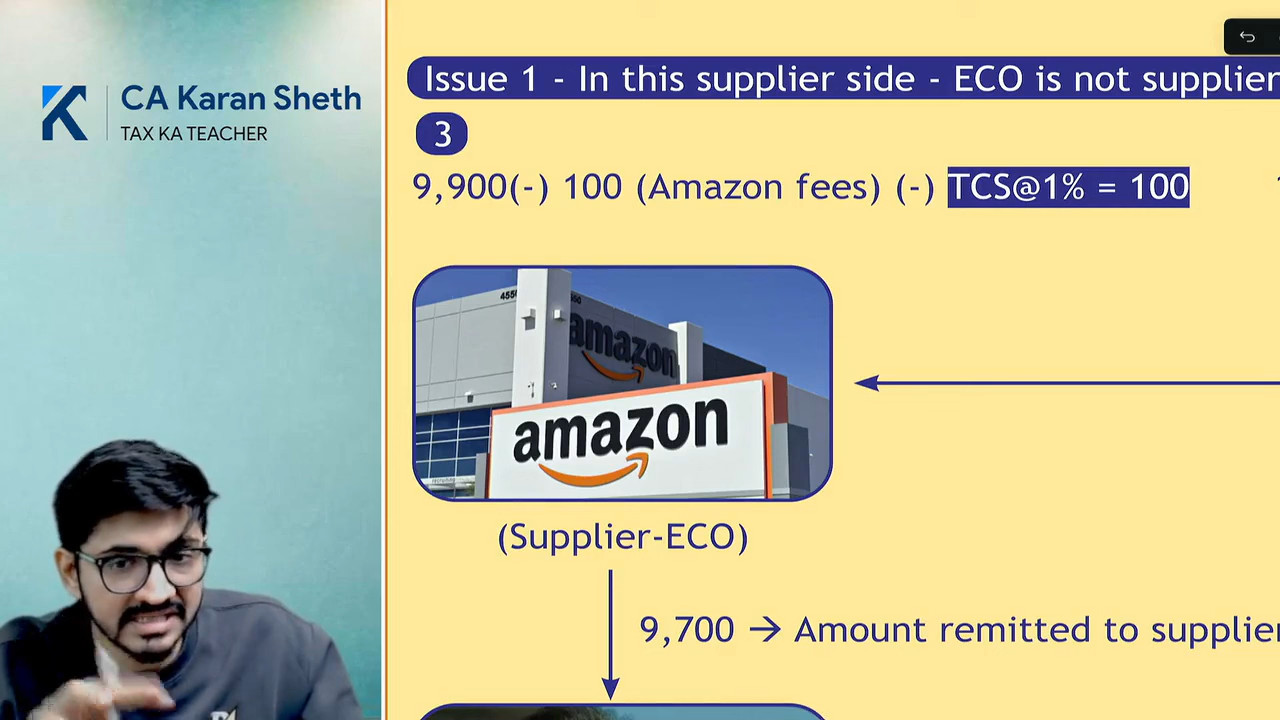 CA Karan Sheth
TAX KA TEACHER
Issue 1 - In this supplier side - ECO is not supplier
3
9,900(-) 100 (Amazon fees) (-) TCS@1% = 100
amazon
amazon
(Supplier-ECO)
9,700 → Amount remitted to supplier